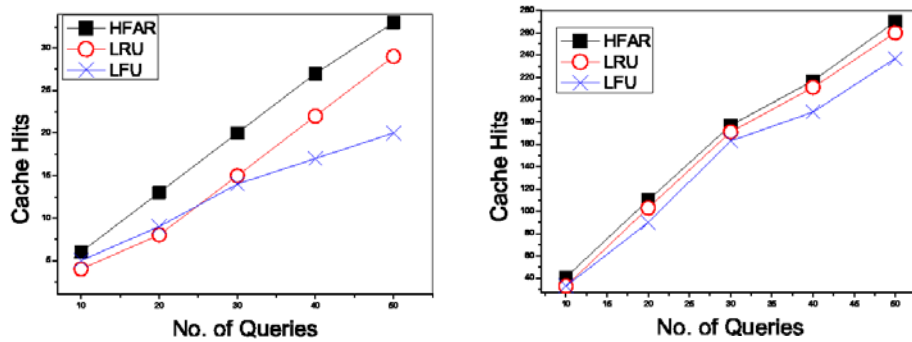 HFAR
LRU
LFU
30
25
20
15
10
5
Cache Hits
10 20 30 40 50
No. of Queries
HFAR
LRU
LFU
280
260
240
220
200
180
160
140
120
100
80
60
40
Cache Hits
10 15 20 25 30 35 40 45 50
No. of Queries